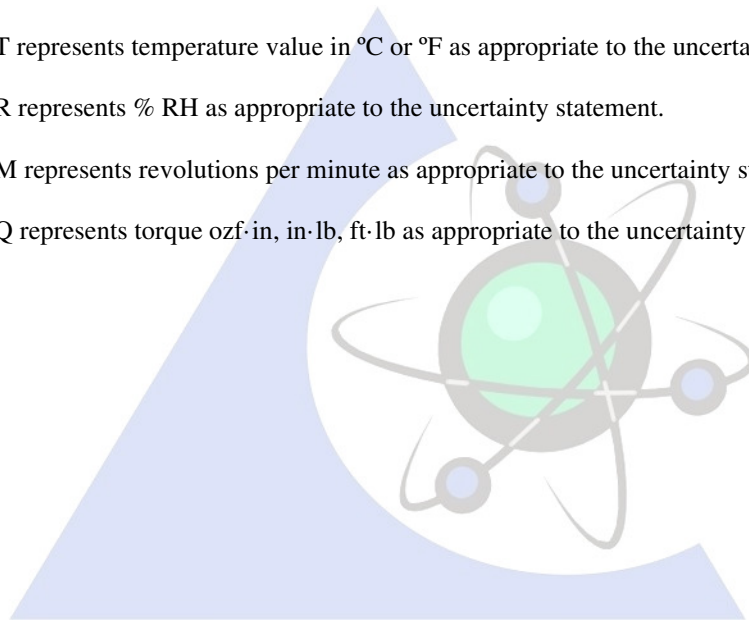 T represents temperature value in ºC or ºF as appropriate to the
R represents % RH as appropriate to the uncertainty statement.
M represents revolutions per minute as appropriate to the uncertainty
Q represents torque ozf·in, in·lb, ft·lb as appropriate to the uncertainty